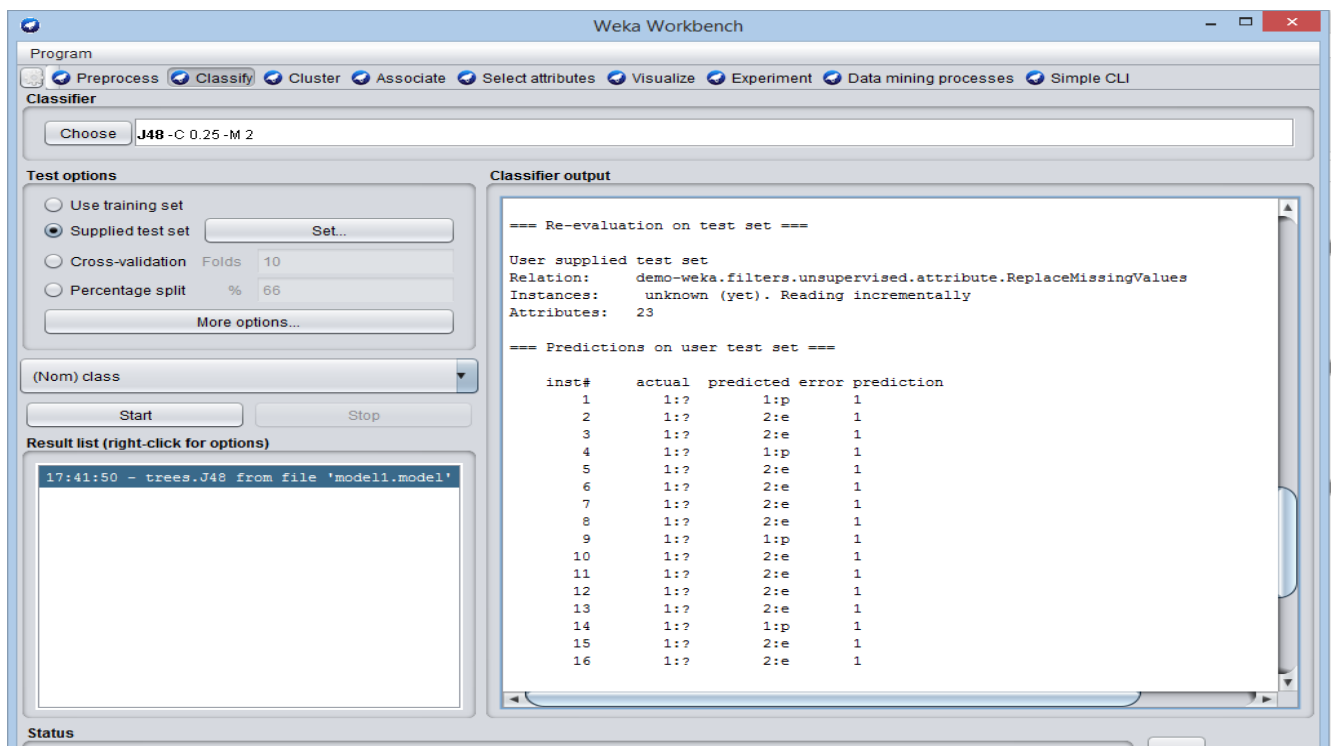 Weka Workbench
Program
Preprocess Classify Cluster Associate Select attributes Visualize Experiment Data mining processes Simple CLI
Classifier
Choose J48 -C 0.25 -M 2
Test options
Use training set
Supplied test set Set...
Cross-validation Folds 10
Percentage split % 66
More options...
(Nom) class
Start Stop
Result list (right-click for options)
17:41:50 - trees.J48 from file 'model1.model'
Classifier output
=== Re-evaluation on test set ===
User supplied test set
Relation: demo-weka.filters.unsupervised.attribute.ReplaceMissingValues
Instances: unknown (yet). Reading incrementally
Attributes: 23
=== Predictions on user test set ===
inst# actual predicted error prediction
1 1:? 1:p 1
2 1:? 2:e 1
3 1:? 2:e 1
4 1:? 1:p 1
5 1:? 2:e 1
6 1:? 2:e 1
7 1:? 2:e 1
8 1:? 2:e 1
9 1:? 1:p 1
10 1:? 2:e 1
11 1:? 2:e 1
12 1:? 2:e 1
13 1:? 2:e 1
14 1:? 1:p 1
15 1:? 2:e 1
16 1:? 2:e 1
Status